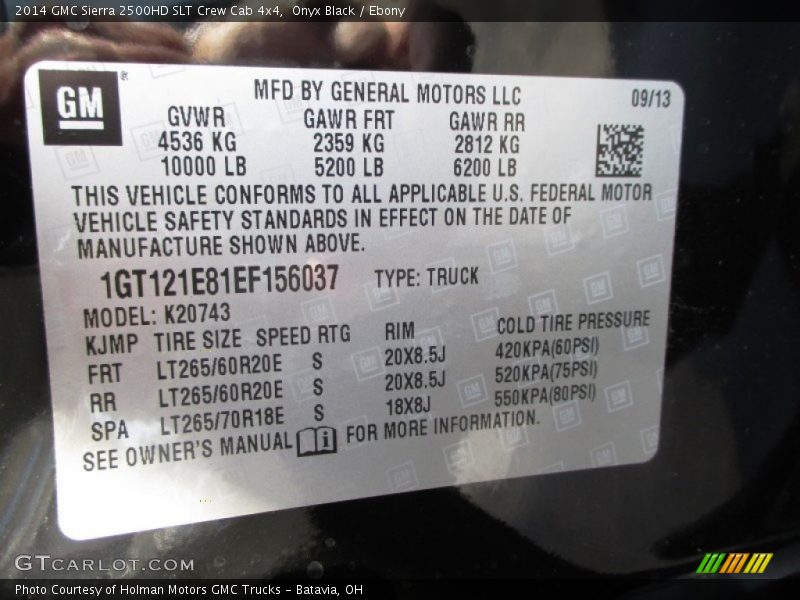 2014 GMC Sierra 2500HD SLT Crew Cab 4x4, Onyx Black / Ebony
GM ® MFD BY GENERAL MOTORS LLC 09/13
GVWR GAWR FRT GAWR RR
4536 KG 2359 KG 2812 KG
10000 LB 5200 LB 6200 LB
THIS VEHICLE CONFORMS TO ALL APPLICABLE U.S. FEDERAL MOTOR
VEHICLE SAFETY STANDARDS IN EFFECT ON THE DATE OF
MANUFACTURE SHOWN ABOVE.
1GT121E81EF156037 TYPE: TRUCK
MODEL: K20743
KJMP TIRE SIZE SPEED RTG RIM COLD TIRE PRESSURE
FRT LT265/60R20E S 20X8.5J 420KPA(60PSI)
RR LT265/60R20E S 20X8.5J 520KPA(75PSI)
SPA LT265/70R18E S 18X8J 550KPA(80PSI)
SEE OWNER'S MANUAL FOR MORE INFORMATION.
GTCARLOT.COM
Photo Courtesy of Holman Motors GMC Trucks - Batavia, OH